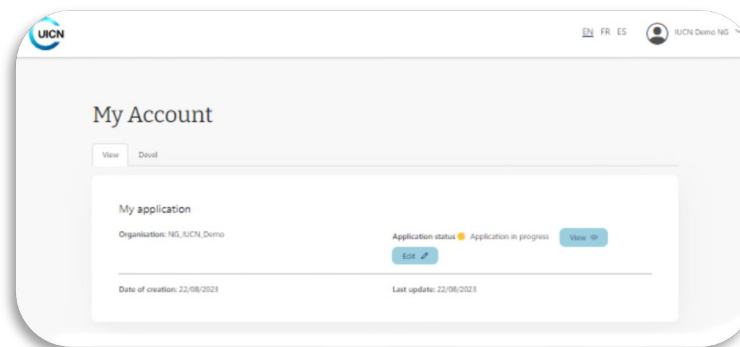 UICN
EN FR ES IUCN Demo NG
My Account
View Devel
My application
Organisation: NG_IUCN_Demo
Application status Application in progress View
Edit
Date of creation: 22/08/2023 Last update: 22/08/2023